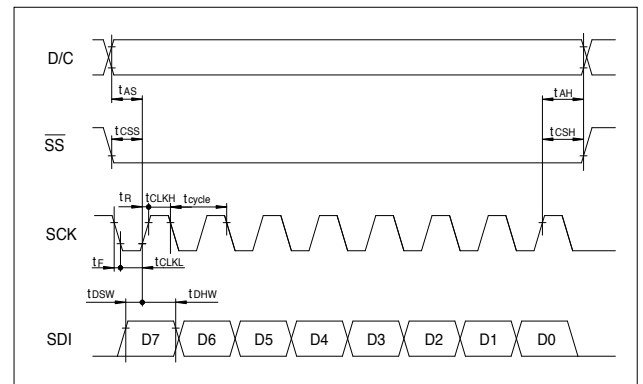 D/C
tAS
tAH
tCSS
tCSH
SS
tR
tCLKH
tcycle
SCK
tF
tCLKL
tDSW
tDHW
SDI
D7
D6
D5
D4
D3
D2
D1
D0